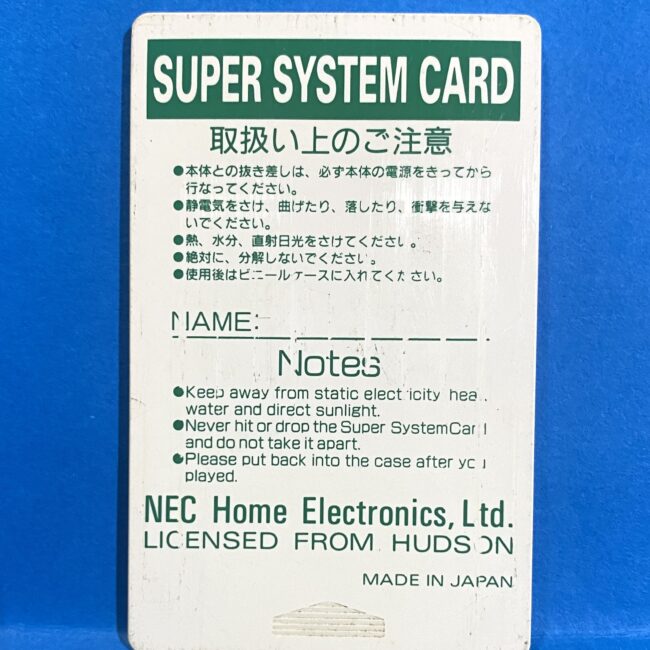 SUPER SYSTEM CARD
取扱い上のご注意
●本体との抜き差しは、必ず本体の電源をきってから
行なってください。
●静電気をさけ、曲げたり、落したり、衝撃を与えな
いでください。
●熱、水分、直射日光をさけてください。
●絶対に、分解しないでください。
●使用後はビニールケースに入れてください。
NAME:
Notes
●Keep away from static electricity heat,
water and direct sunlight.
●Never hit or drop the Super System Card
and do not take it apart.
●Please put back into the case after you
played.
NEC Home Electronics, Ltd.
LICENSED FROM HUDSON
MADE IN JAPAN